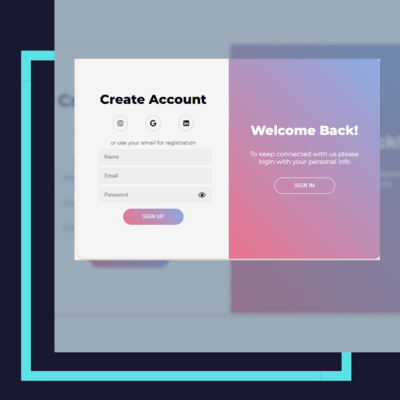 Create Account
or use your email for registration
Name
Email
Password
SIGN UP
Welcome Back!
To keep connected with us please
login with your personal info
SIGN IN